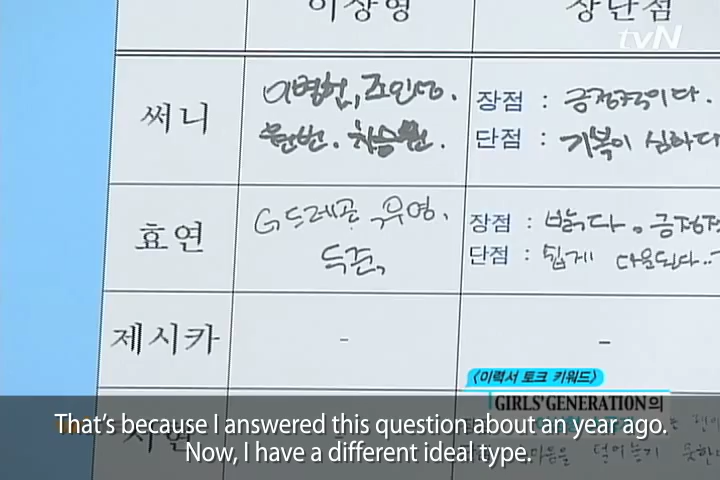 이상형
장단점
tvN
써니
이병헌, 조인성.
원빈. 차승원.
장점 : 긍정적이다.
단점 : 기복이 심하다
효연
G.드레곤 우영.
두준,
장점 : 밝다. 긍정적
단점 : 쉽게 다운된다..
제시카
-
-
<이력서 토크 키워드>
GIRLS' GENERATION의
That's because I answered this question about an year ago.
Now, I have a different ideal type.